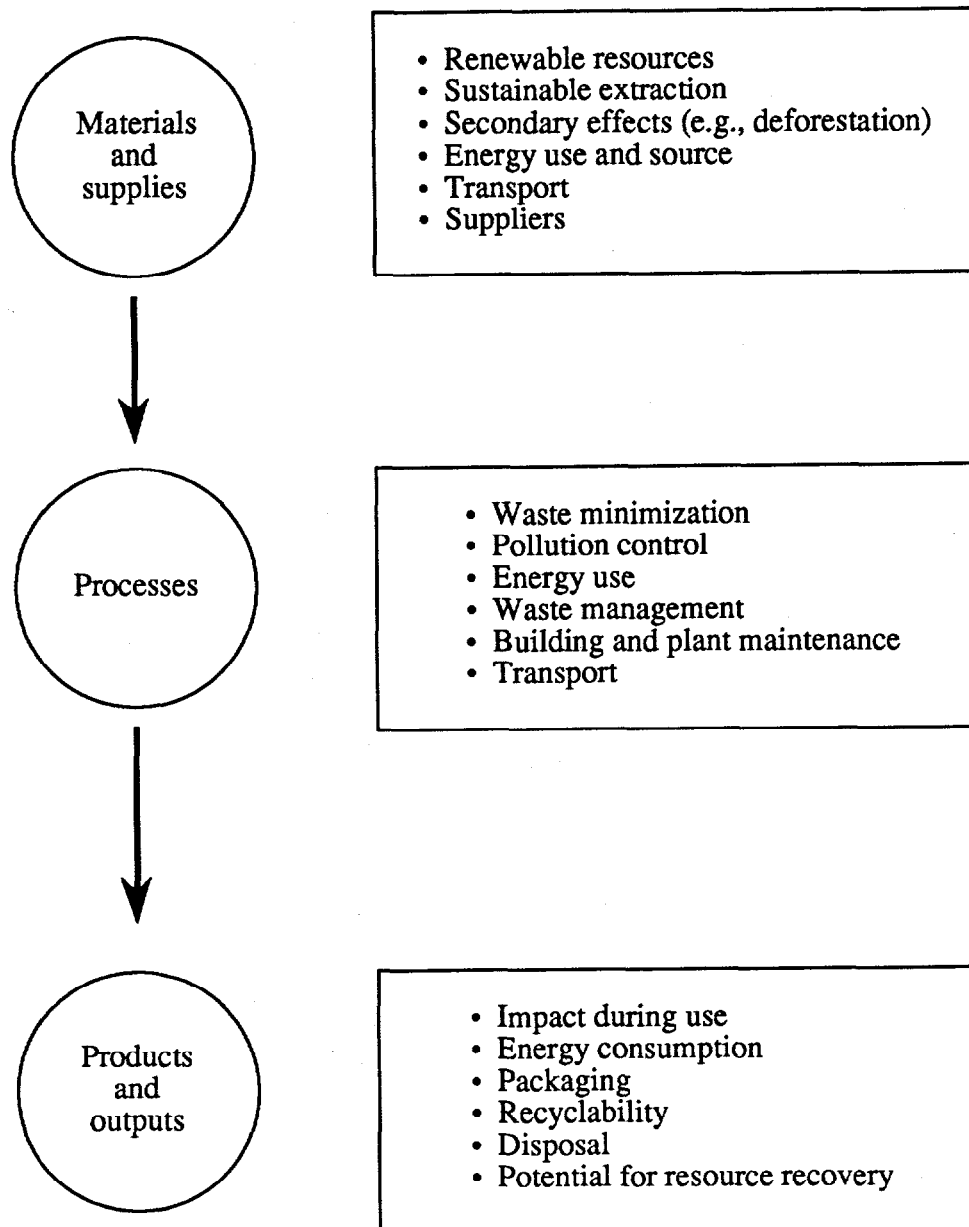 Materials
and
supplies
• Renewable resources
• Sustainable extraction
• Secondary effects (e.g., deforestation)
• Energy use and source
• Transport
• Suppliers
Processes
• Waste minimization
• Pollution control
• Energy use
• Waste management
• Building and plant maintenance
• Transport
Products
and
outputs
• Impact during use
• Energy consumption
• Packaging
• Recyclability
• Disposal
• Potential for resource recovery